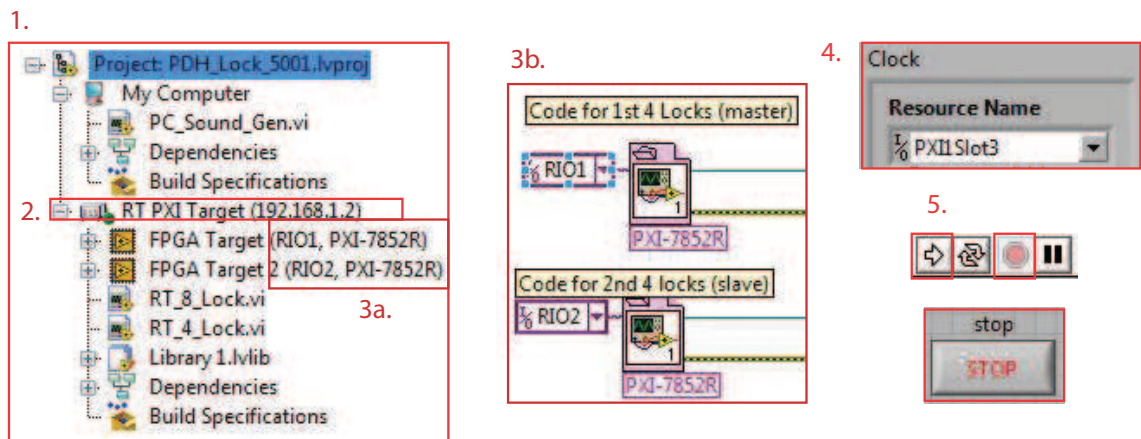 1.
Project: PDH_Lock_5001.lvproj
My Computer
PC_Sound_Gen.vi
Dependencies
Build Specifications
2.
RT PXI Target (192.168.1.2)
FPGA Target (RIO1, PXI-7852R)
FPGA Target 2 (RIO2, PXI-7852R)
RT_8_Lock.vi
3a.
RT_4_Lock.vi
Library 1.lvlib
Dependencies
Build Specifications
3b.
Code for 1st 4 Locks (master)
I/O RIO1
1
PXI-7852R
Code for 2nd 4 locks (slave)
I/O RIO2
1
PXI-7852R
4.
Clock
Resource Name
I/O PXI1Slot3
5.
stop
STOP